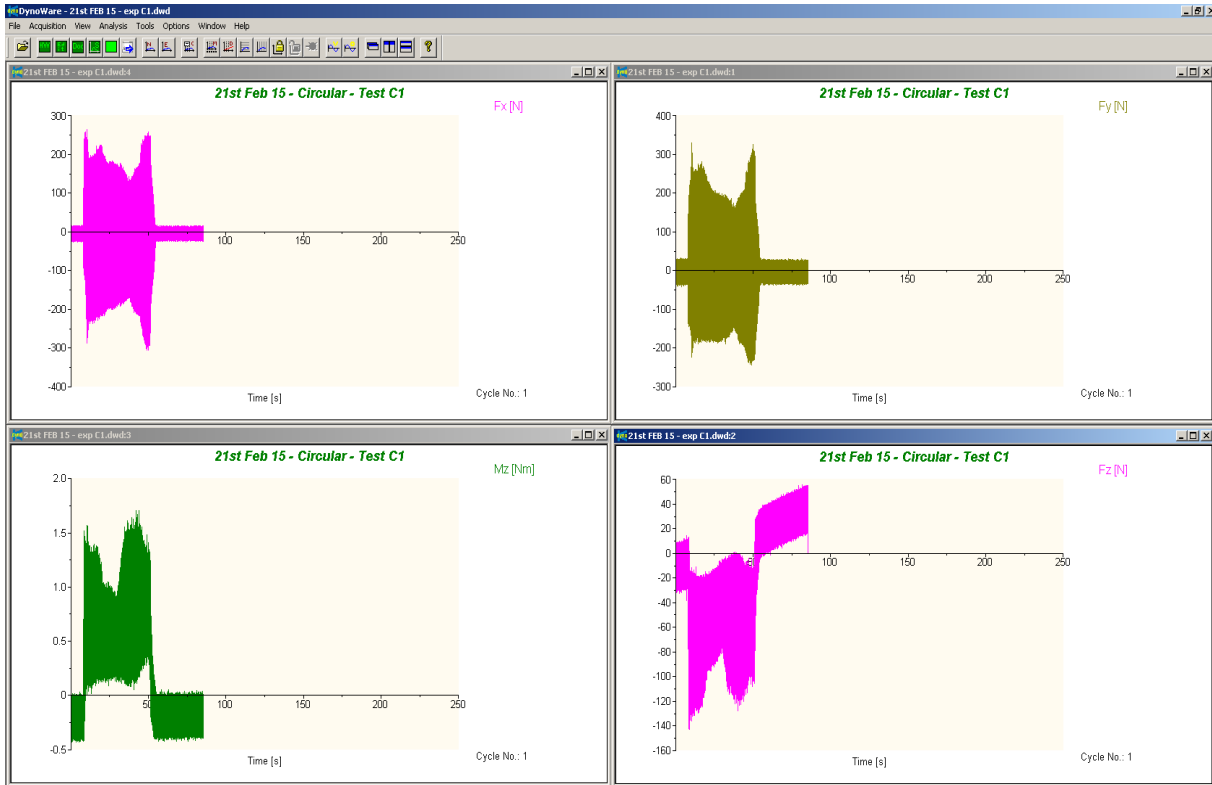 DynoWare - 21st FEB 15 - exp C1.dwd
File Acquisition View Analysis Tools Options Window Help
21st FEB 15 - exp C1.dwd:4
21st Feb 15 - Circular - Test C1
Fx [N]
300
200
100
0
-100
-200
-300
-400
100 150 200 250
Time [s]
Cycle No.: 1
21st FEB 15 - exp C1.dwd:1
21st Feb 15 - Circular - Test C1
Fy [N]
400
300
200
100
0
-100
-200
-300
100 150 200 250
Time [s]
Cycle No.: 1
21st FEB 15 - exp C1.dwd:3
21st Feb 15 - Circular - Test C1
Mz [Nm]
2.0
1.5
1.0
0.5
0
-0.5
50 100 150 200 250
Time [s]
Cycle No.: 1
21st FEB 15 - exp C1.dwd:2
21st Feb 15 - Circular - Test C1
Fz [N]
60
40
20
0
-20
-40
-60
-80
-100
-120
-140
-160
100 150 200 250
Time [s]
Cycle No.: 1